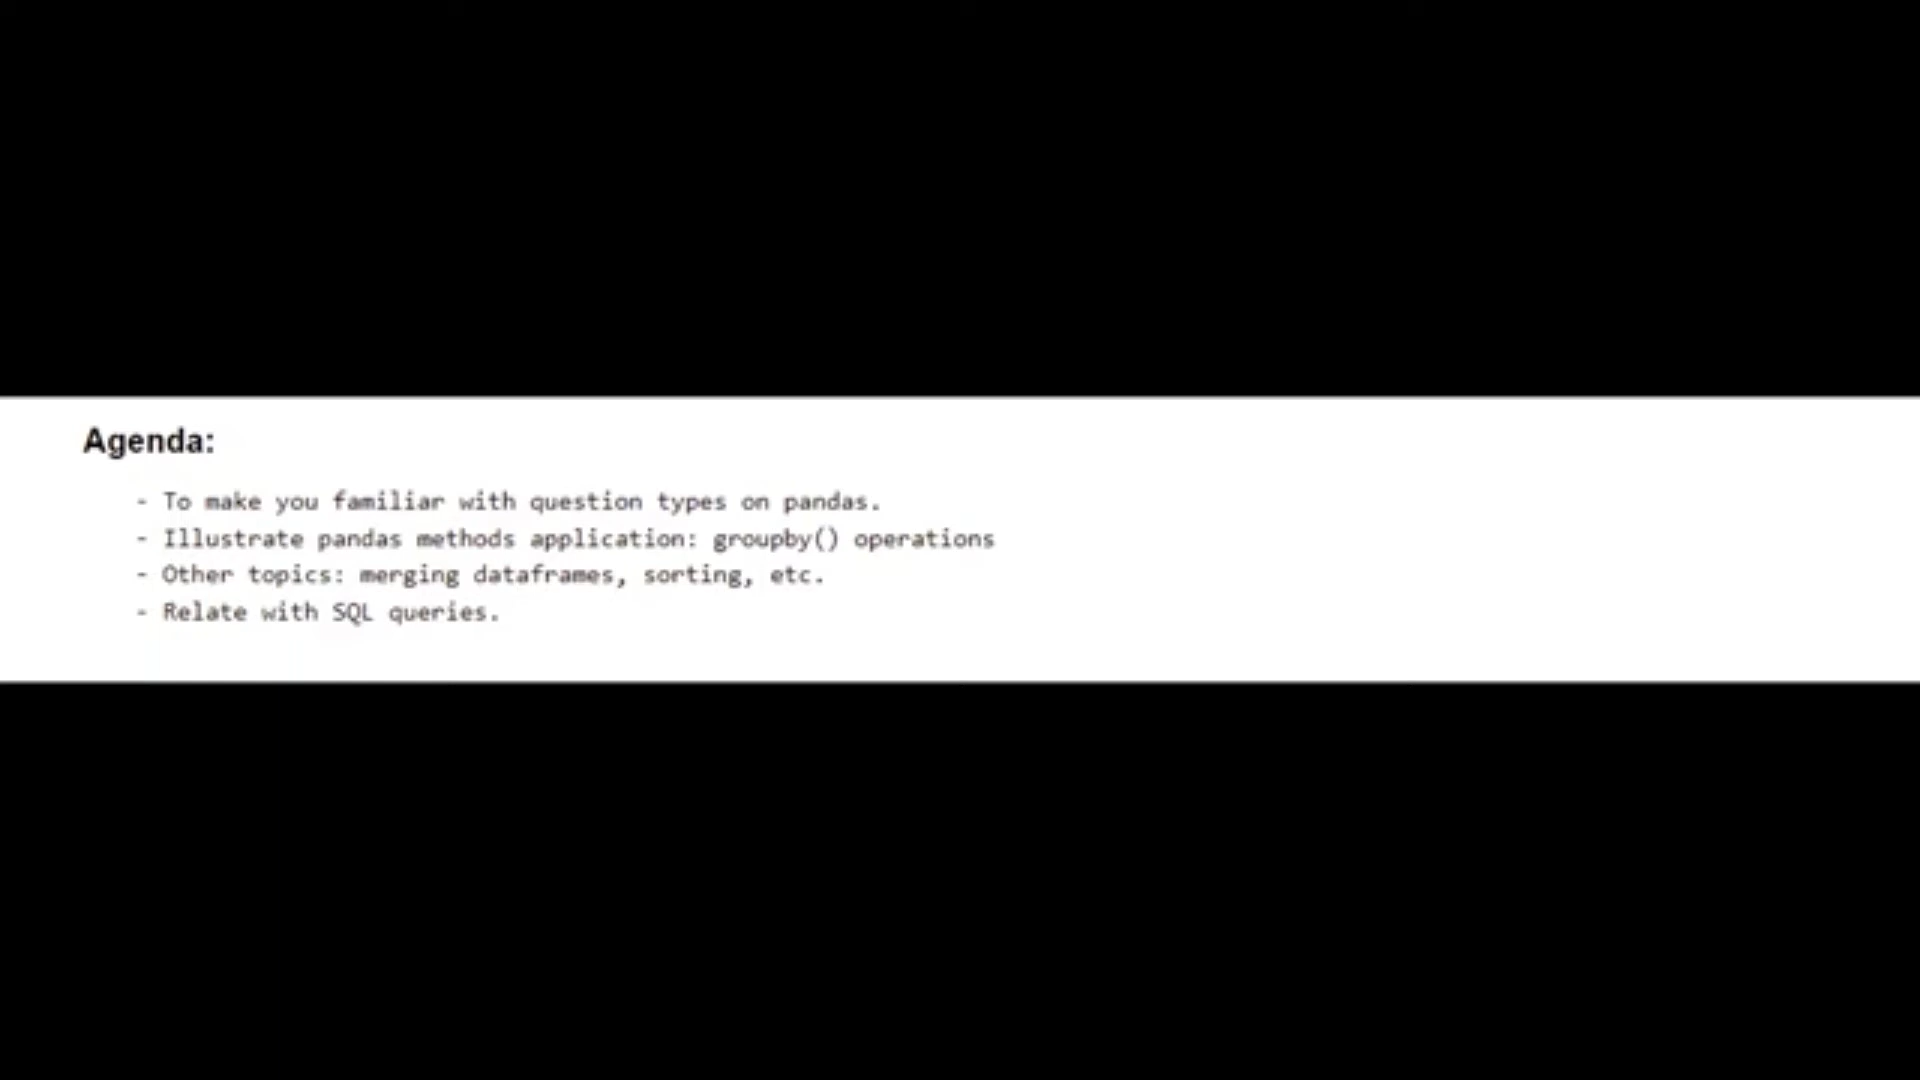 Agenda:
- To make you familiar with question types on pandas.
- Illustrate pandas methods application: groupby() operations
- Other topics: merging dataframes, sorting, etc.
- Relate with SQL queries.